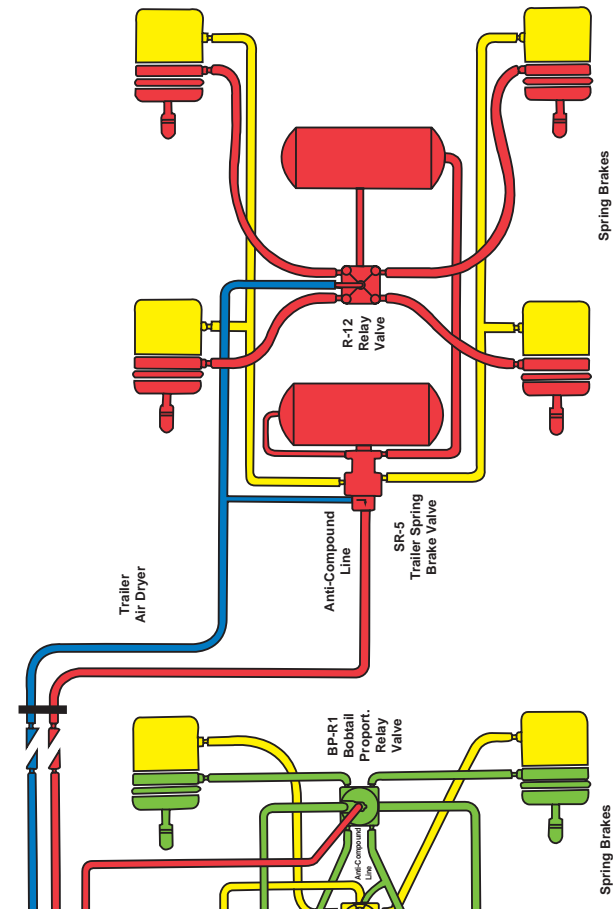 Spring Brakes
R-12
Relay
Valve
Anti-Compound
Line
SR-5
Trailer Spring
Brake Valve
Trailer
Air Dryer
BP-R1
Bobtail
Proport.
Relay
Valve
Anti-Compound
Line
Spring Brakes